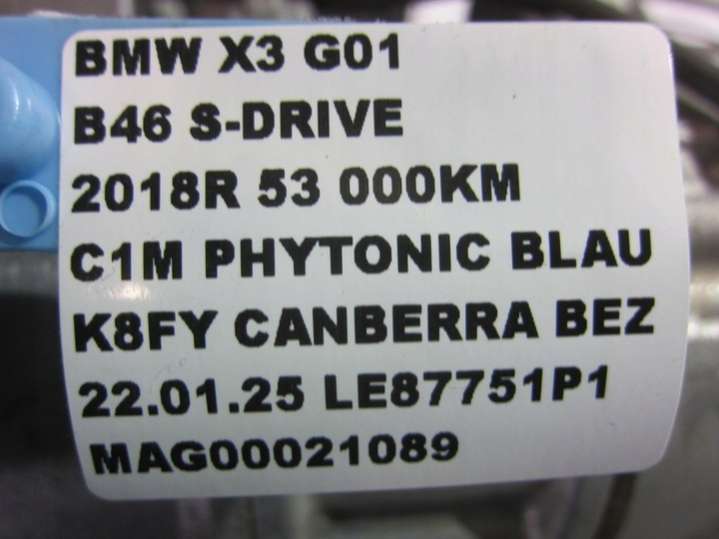 BMW X3 G01
B46 S-DRIVE
2018R 53 000KM
C1M PHYTONIC BLAU
K8FY CANBERRA BEZ
22.01.25 LE87751P1
MAG00021089